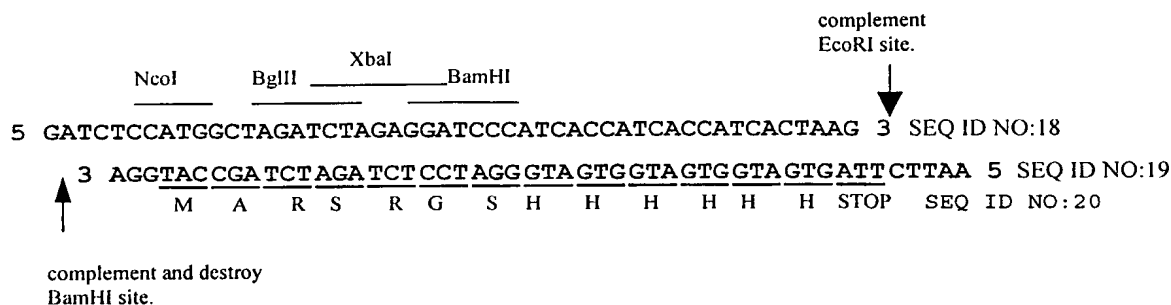 complement
EcoRI site.
XbaI
NcoI BglII BamHI
5 GATCTCCATGGCTAGATCTAGAGGATCCCATCACCATCACCATCACTAAG 3 SEQ ID NO:18
3 AGGTACCGATCTAGATCTCCTAGGGTAGTGGTAGTGGTAGTGATTCTTAA 5 SEQ ID NO:19
M A R S R G S H H H H H H STOP SEQ ID NO:20
complement and destroy
BamHI site.